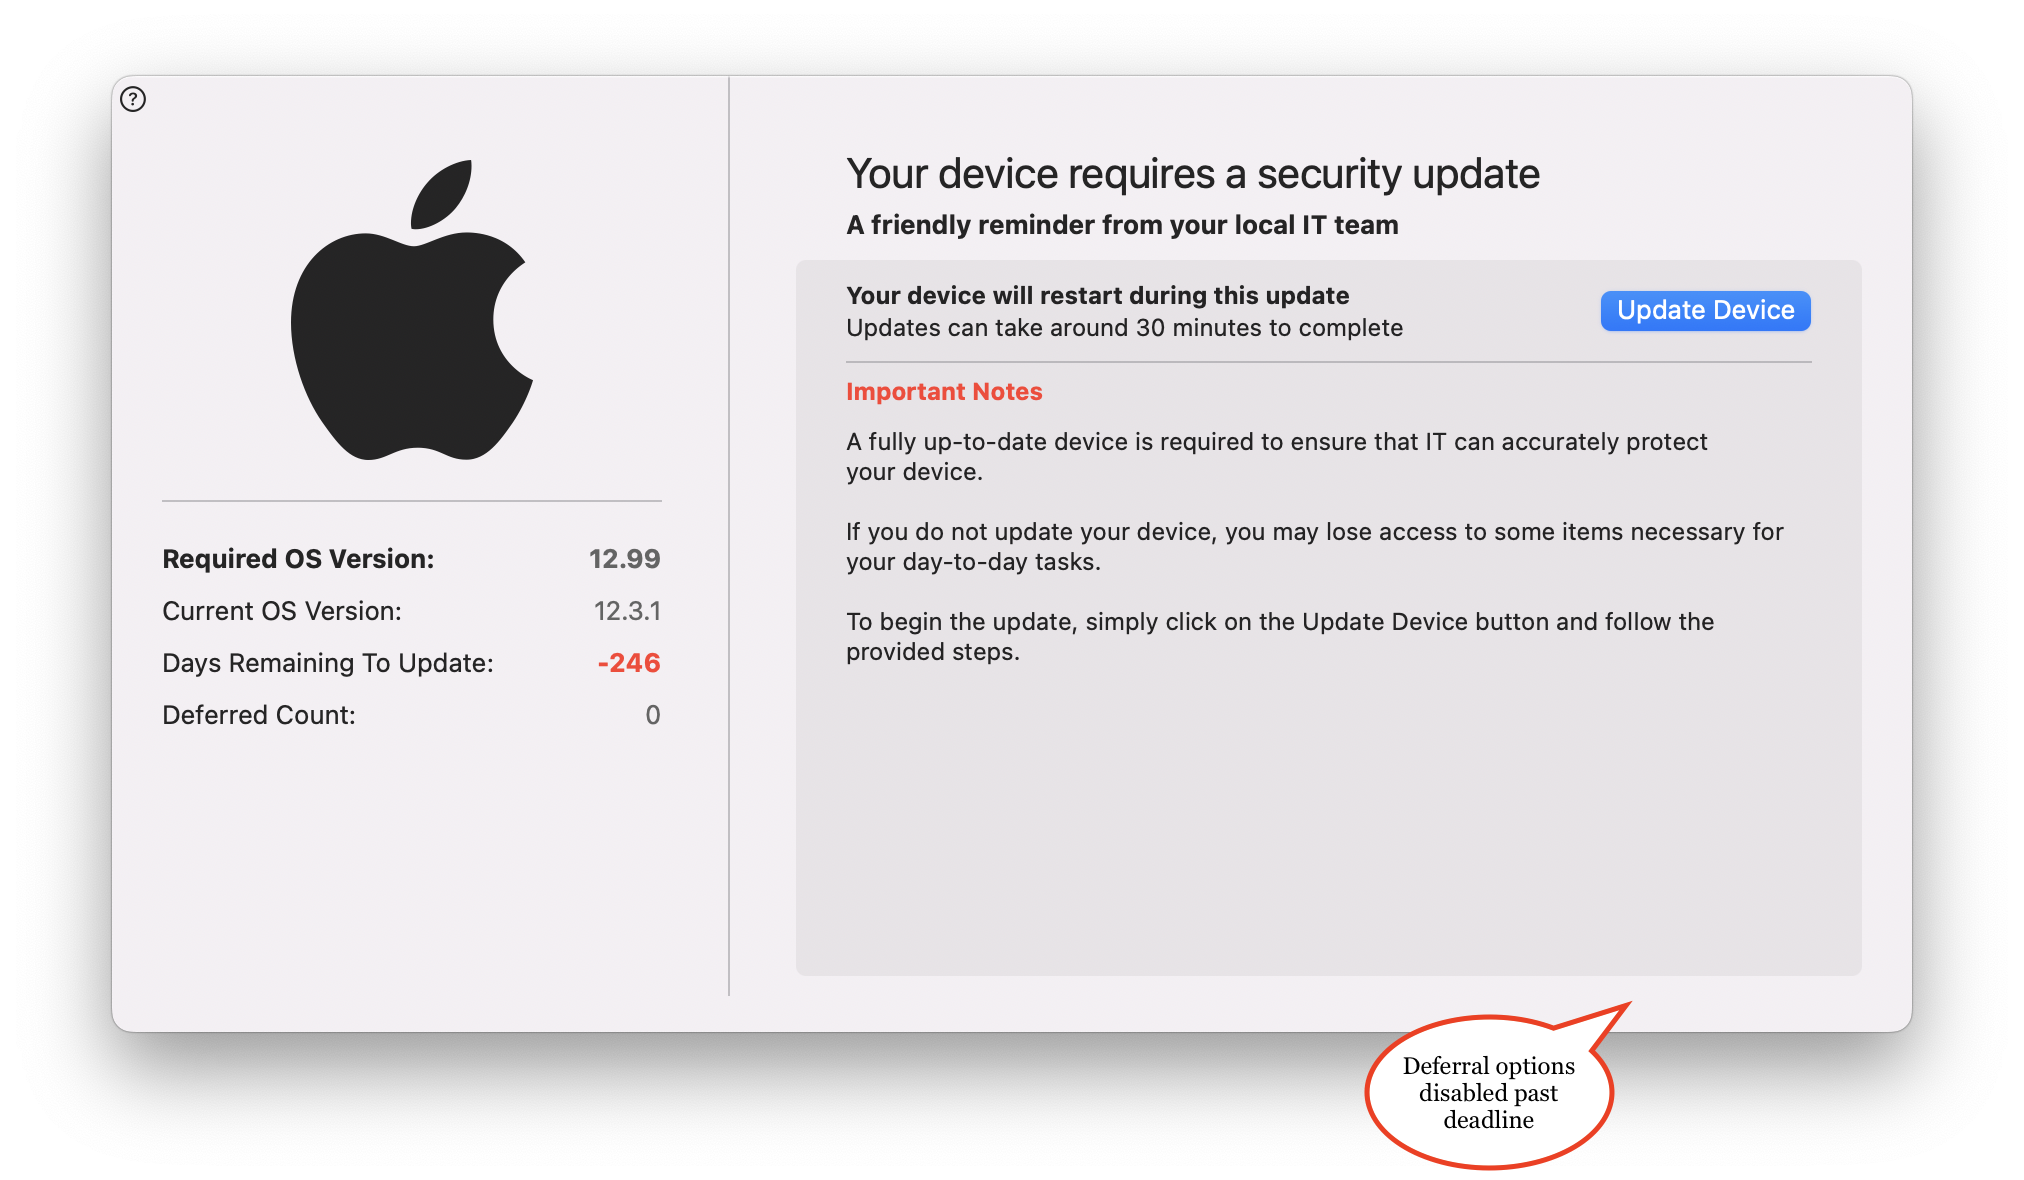 ?
Required OS Version: 12.99
Current OS Version: 12.3.1
Days Remaining To Update: -246
Deferred Count: 0
Your device requires a security update
A friendly reminder from your local IT team
Your device will restart during this update
Updates can take around 30 minutes to complete
Update Device
Important Notes
A fully up-to-date device is required to ensure that IT can accurately protect
your device.
If you do not update your device, you may lose access to some items necessary for
your day-to-day tasks.
To begin the update, simply click on the Update Device button and follow the
provided steps.
Deferral options
disabled past
deadline